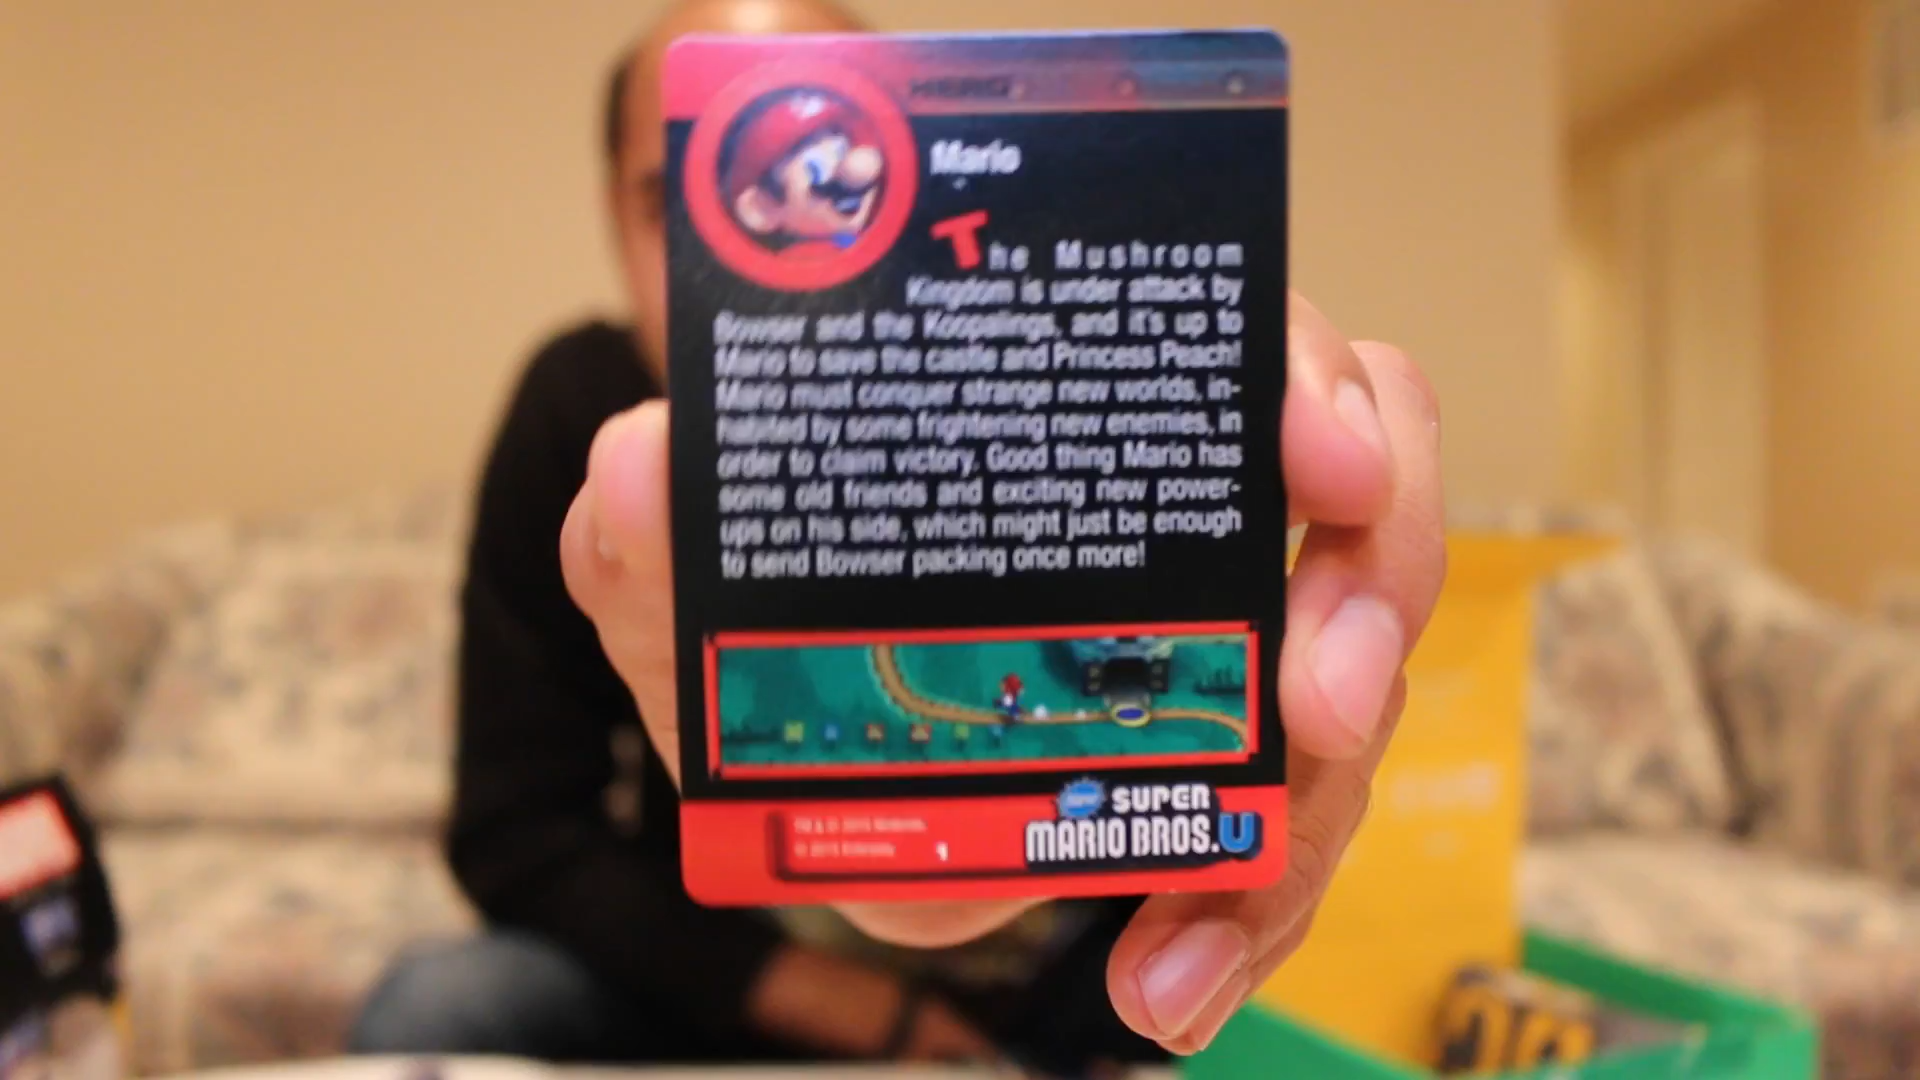 HERO
Mario
The Mushroom
Kingdom is under attack by
Bowser and the Koopalings, and it's up to
Mario to save the castle and Princess Peach!
Mario must conquer strange new worlds, in-
habited by some frightening new enemies, in
order to claim victory. Good thing Mario has
some old friends and exciting new power-
ups on his side, which might just be enough
to send Bowser packing once more!
SUPER
MARIO BROS. U